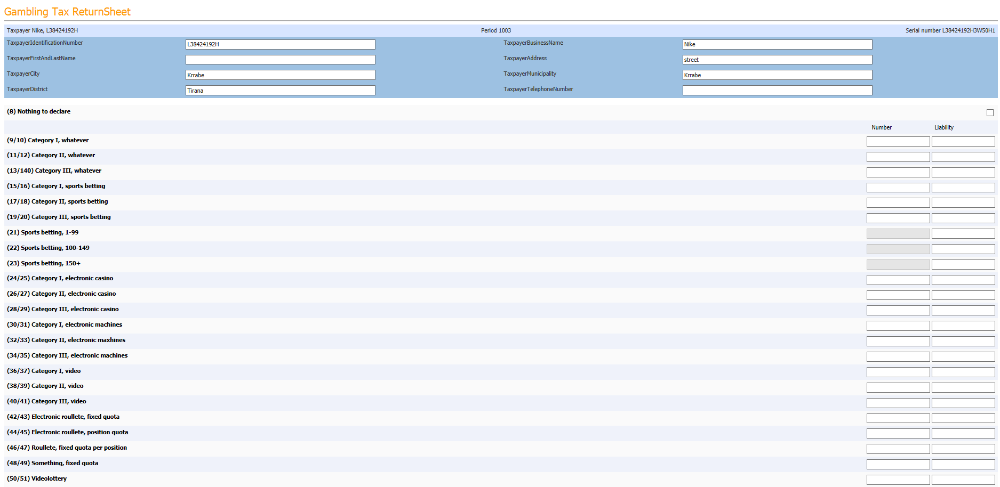 Gambling Tax ReturnSheet
Taxpayer Nike, L38424192H Period 1003 Serial number L38424192H3W50H1
TaxpayerIdentificationNumber L38424192H TaxpayerBusinessName Nike
TaxpayerFirstAndLastName TaxpayerAddress street
TaxpayerCity Krrabe TaxpayerMunicipality Krrabe
TaxpayerDistrict Tirana TaxpayerTelephoneNumber
(8) Nothing to declare
Number Liability
(9/10) Category I, whatever
(11/12) Category II, whatever
(13/140) Category III, whatever
(15/16) Category I, sports betting
(17/18) Category II, sports betting
(19/20) Category III, sports betting
(21) Sports betting, 1-99
(22) Sports betting, 100-149
(23) Sports betting, 150+
(24/25) Category I, electronic casino
(26/27) Category II, electronic casino
(28/29) Category III, electronic casino
(30/31) Category I, electronic machines
(32/33) Category II, electronic maxhines
(34/35) Category III, electronic machines
(36/37) Category I, video
(38/39) Category II, video
(40/41) Category III, video
(42/43) Electronic roullete, fixed quota
(44/45) Electronic roullete, position quota
(46/47) Roullete, fixed quota per position
(48/49) Something, fixed quota
(50/51) Videolottery